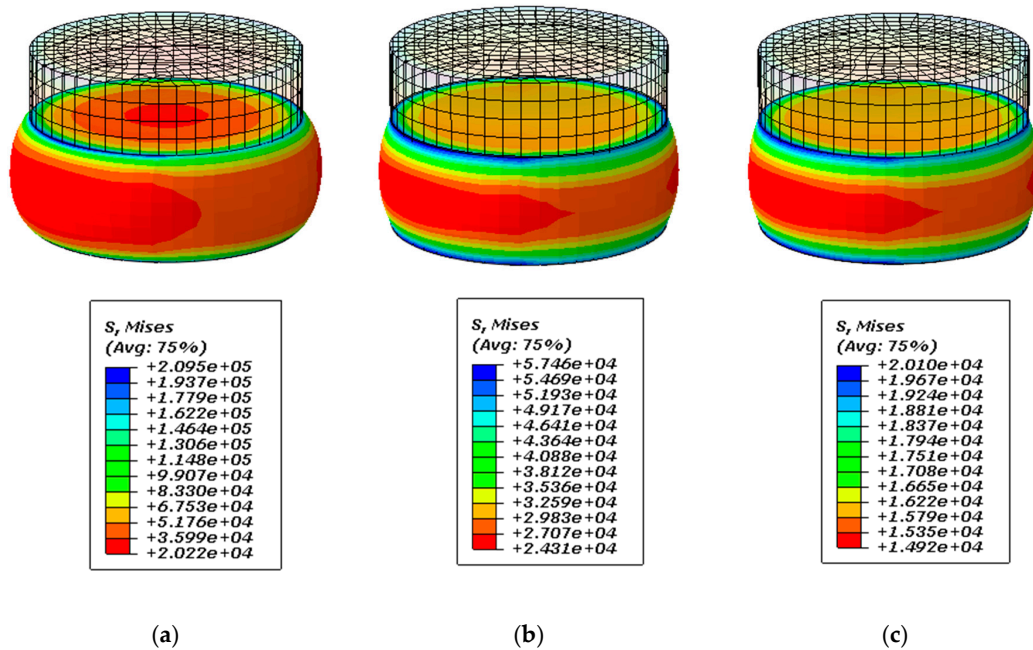 S, Mises
(Avg: 75%)
+2.095e+05
+1.937e+05
+1.779e+05
+1.622e+05
+1.464e+05
+1.306e+05
+1.148e+05
+9.907e+04
+8.330e+04
+6.753e+04
+5.176e+04
+3.599e+04
+2.022e+04
S, Mises
(Avg: 75%)
+5.746e+04
+5.469e+04
+5.193e+04
+4.917e+04
+4.641e+04
+4.364e+04
+4.088e+04
+3.812e+04
+3.536e+04
+3.259e+04
+2.983e+04
+2.707e+04
+2.431e+04
S, Mises
(Avg: 75%)
+2.010e+04
+1.967e+04
+1.924e+04
+1.881e+04
+1.837e+04
+1.794e+04
+1.751e+04
+1.708e+04
+1.665e+04
+1.622e+04
+1.579e+04
+1.535e+04
+1.492e+04
(a)
(b)
(c)